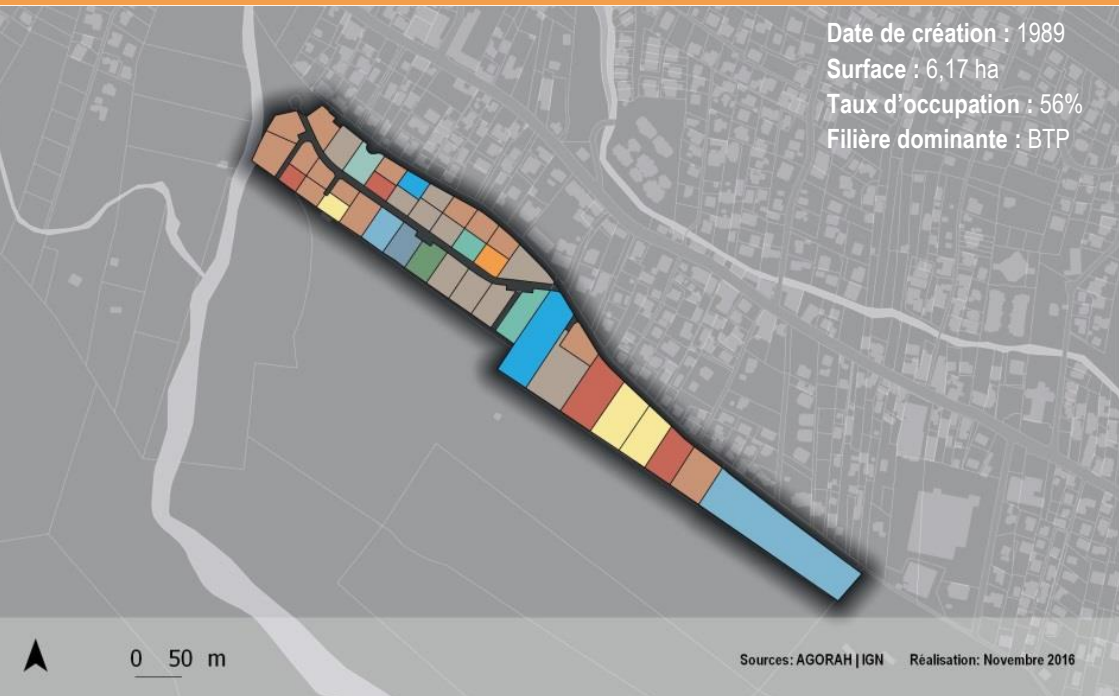 Date de création : 1989
Surface : 6,17 ha
Taux d'occupation : 56%
Filière dominante : BTP
0 50 m
Sources: AGORAH | IGN Réalisation: Novembre 2016